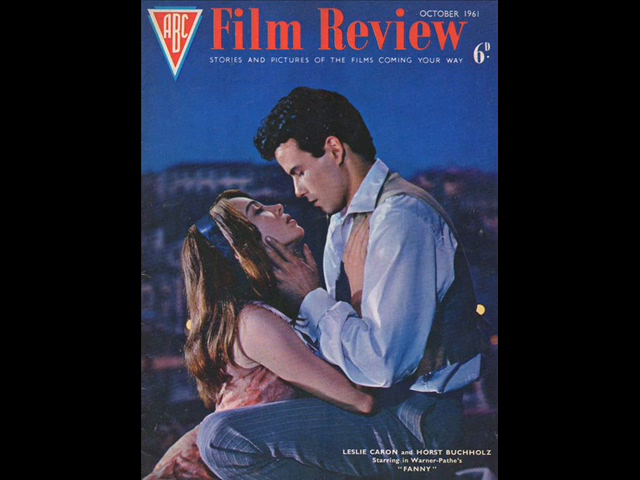 ABC
Film Review
OCTOBER 1961
STORIES AND PICTURES OF THE FILMS COMING YOUR WAY
6D.
LESLIE CARON and HORST BUCHHOLZ
Starring in Warner-Pathe's
"FANNY"